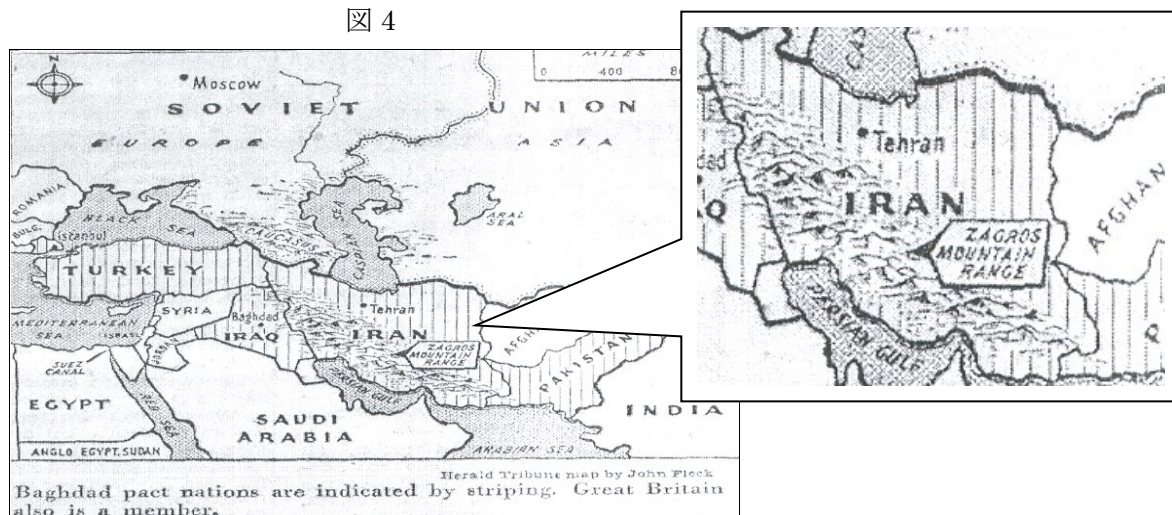 図 4
MILES
0 400
Moscow
SOVIET UNION
EUROPE ASIA
ROMANIA
BULG.
BLACK SEA
Istanbul
CAUCASUS
CASPIAN SEA
ARAL SEA
TURKEY
SYRIA
Baghdad
IRAQ
Tehran
IRAN
ZAGROS MOUNTAIN RANGE
PAKISTAN
MEDITERRANEAN SEA
SUEZ CANAL
EGYPT
RED SEA
SAUDI ARABIA
PERSIAN GULF
ARABIAN SEA
INDIA
ANGLO EGYPT. SUDAN
Herald Tribune map by John Fleck
Baghdad pact nations are indicated by striping. Great Britain
also is a member.
Tehran
IRAN
ZAGROS
MOUNTAIN
RANGE
AFGHAN
PERSIAN GULF